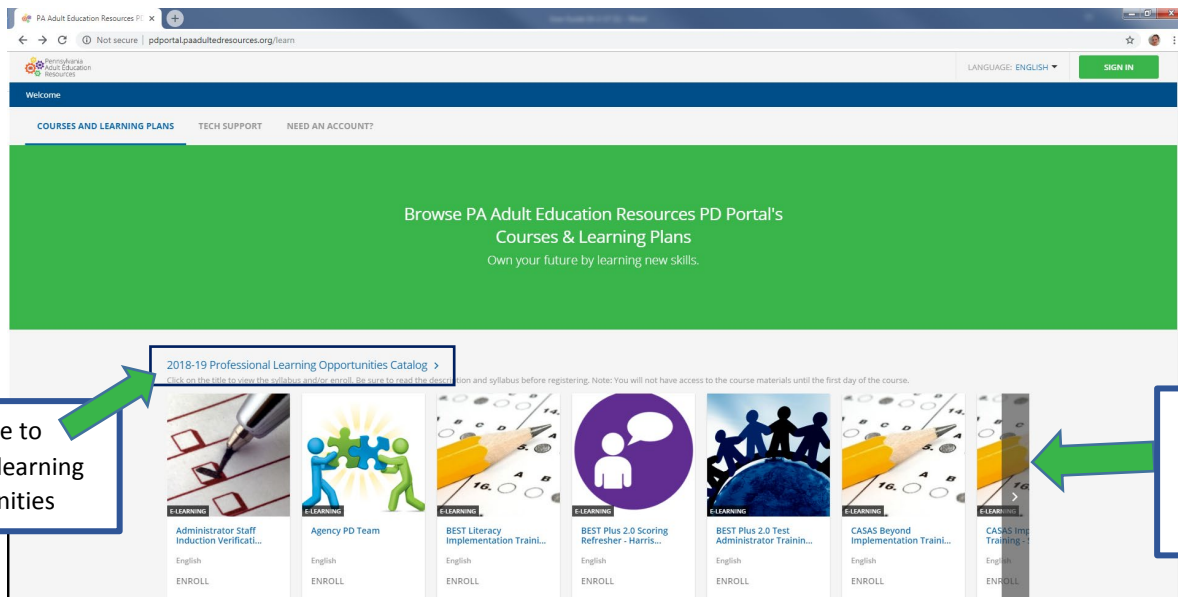 PA Adult Education Resources PD
Not secure | pdportal.paadultedresources.org/learn
Pennsylvania
Adult Education
Resources
LANGUAGE: ENGLISH
SIGN IN
Welcome
COURSES AND LEARNING PLANS TECH SUPPORT NEED AN ACCOUNT?
Browse PA Adult Education Resources PD Portal's
Courses & Learning Plans
Own your future by learning new skills.
2018-19 Professional Learning Opportunities Catalog >
Click on the title to view the syllabus and/or enroll. Be sure to read the description and syllabus before registering. Note: You will not have access to the course materials until the first day of the course.
e to
learning
nities
E-LEARNING
Administrator Staff
Induction Verificati...
English
ENROLL
E-LEARNING
Agency PD Team
English
ENROLL
E-LEARNING
BEST Literacy
Implementation Traini...
English
ENROLL
E-LEARNING
BEST Plus 2.0 Scoring
Refresher - Harris...
English
ENROLL
E-LEARNING
BEST Plus 2.0 Test
Administrator Trainin...
English
ENROLL
E-LEARNING
CASAS Beyond
Implementation Traini...
English
ENROLL
E-LEARNING
CASAS Imp
Training - S
English
ENROLL